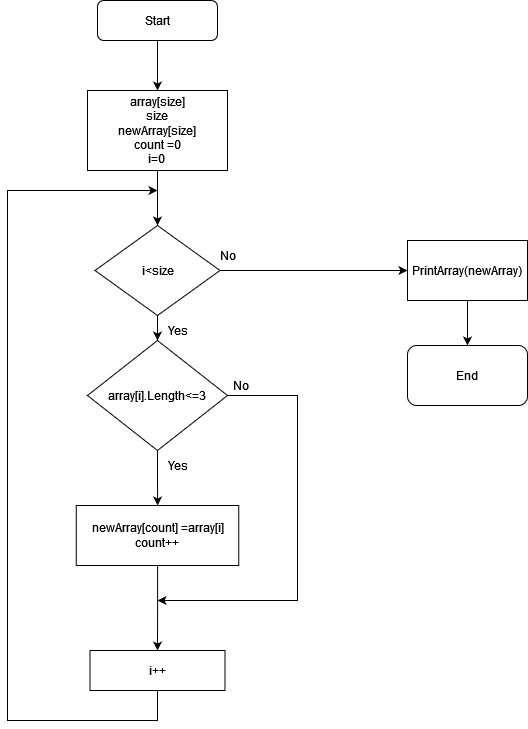 Start
array[size]
size
newArray[size]
count =0
i=0
i<size
No
PrintArray(newArray)
Yes
End
array[i].Length<=3
No
Yes
newArray[count] =array[i]
count++
i++